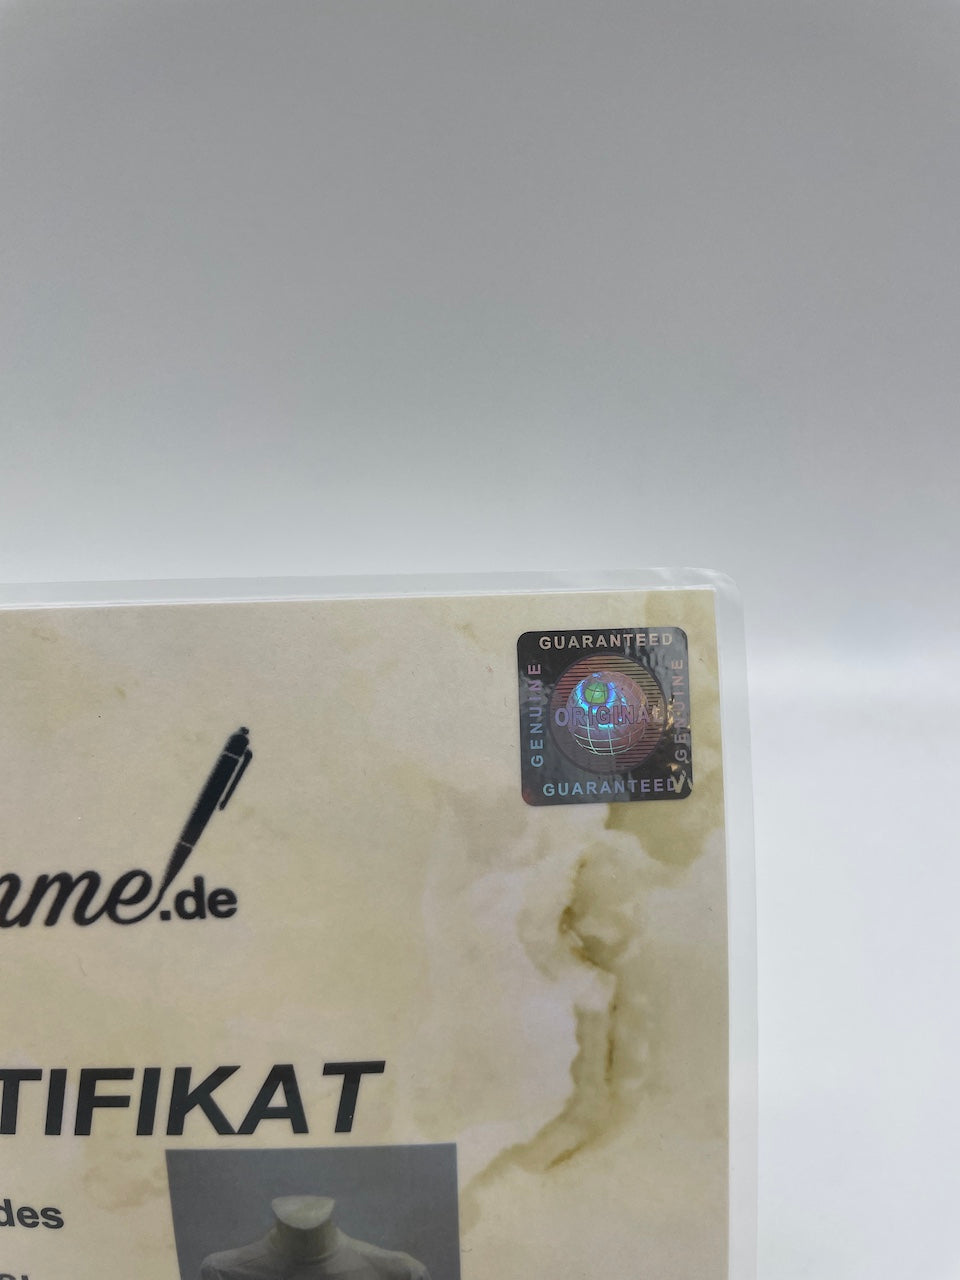 GUARANTEED
GENUINE
ORIGINAL
GENUINE
GUARANTEED
mme!.de
TIFIKAT
des